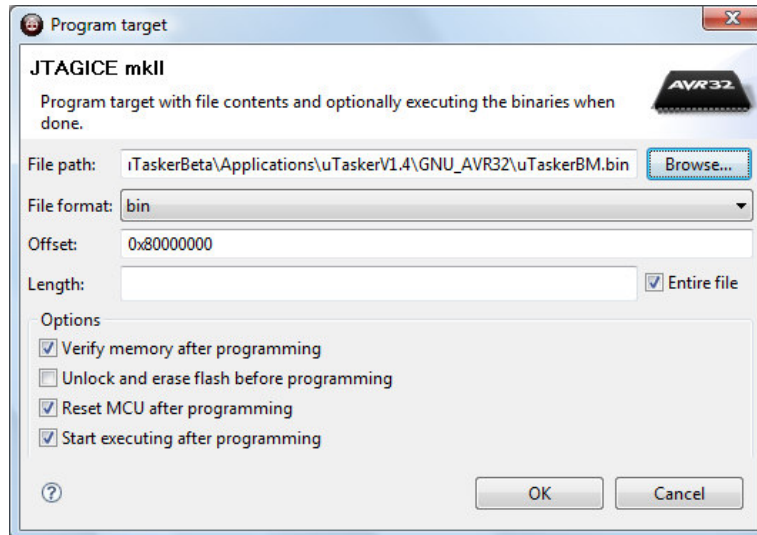 Program target
x
JTAGICE mkII
Program target with file contents and optionally executing the binaries when
done.
AVR32
File path:
ıTaskerBeta\Applications\uTaskerV1.4\GNU_AVR32\uTaskerBM.bin
Browse...
File format:
bin
Offset:
0x80000000
Length:
Entire file
Options
Verify memory after programming
Unlock and erase flash before programming
Reset MCU after programming
Start executing after programming
?
OK
Cancel